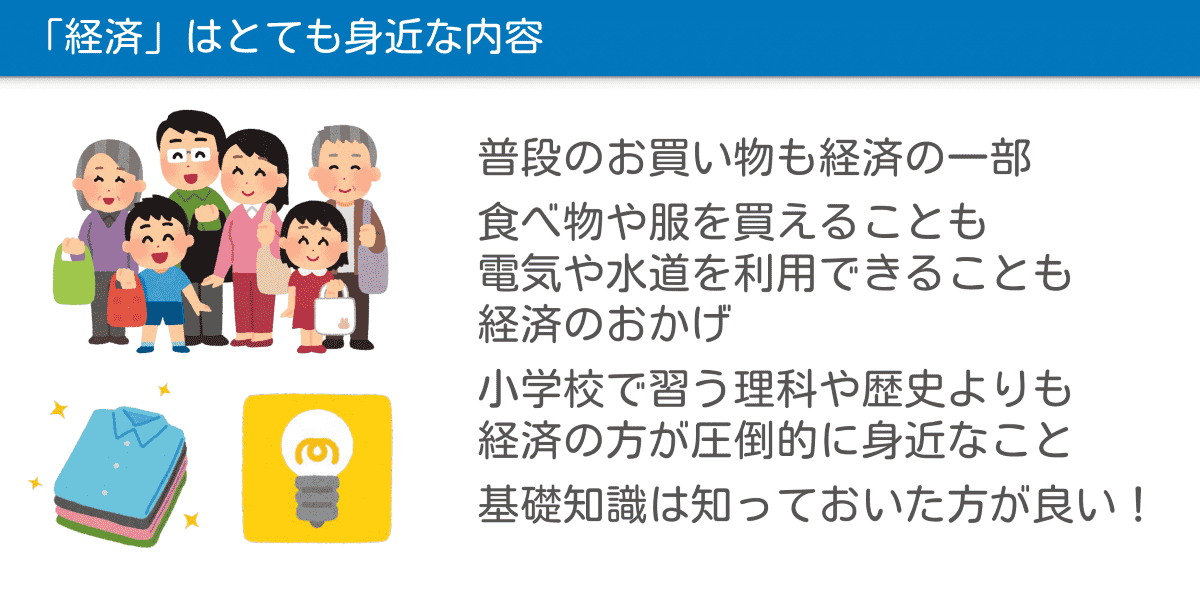 「経済」はとても身近な内容
普段のお買い物も経済の一部
食べ物や服を買えることも
電気や水道を利用できることも
経済のおかげ
小学校で習う理科や歴史よりも
経済の方が圧倒的に身近なこと
基礎知識は知っておいた方が良い！